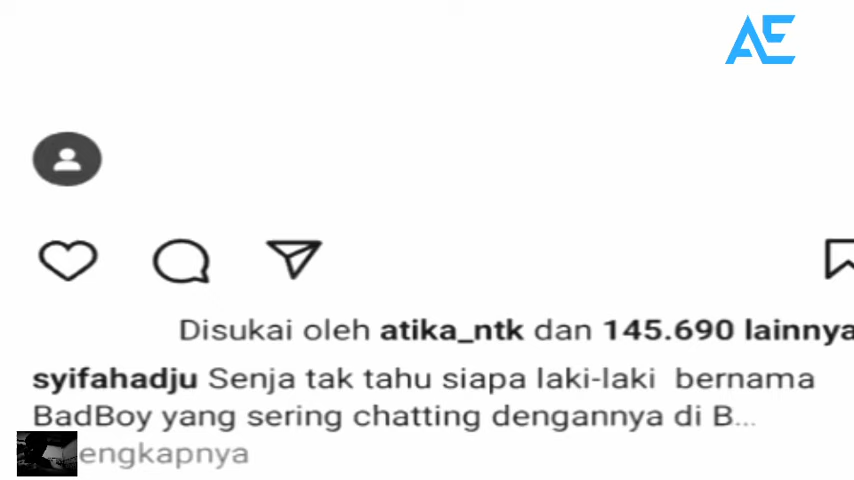 AE
Disukai oleh atika_ntk dan 145.690 lainnya
syifahadju Senja tak tahu siapa laki-laki bernama
BadBoy yang sering chatting dengannya di B...
engkapnya